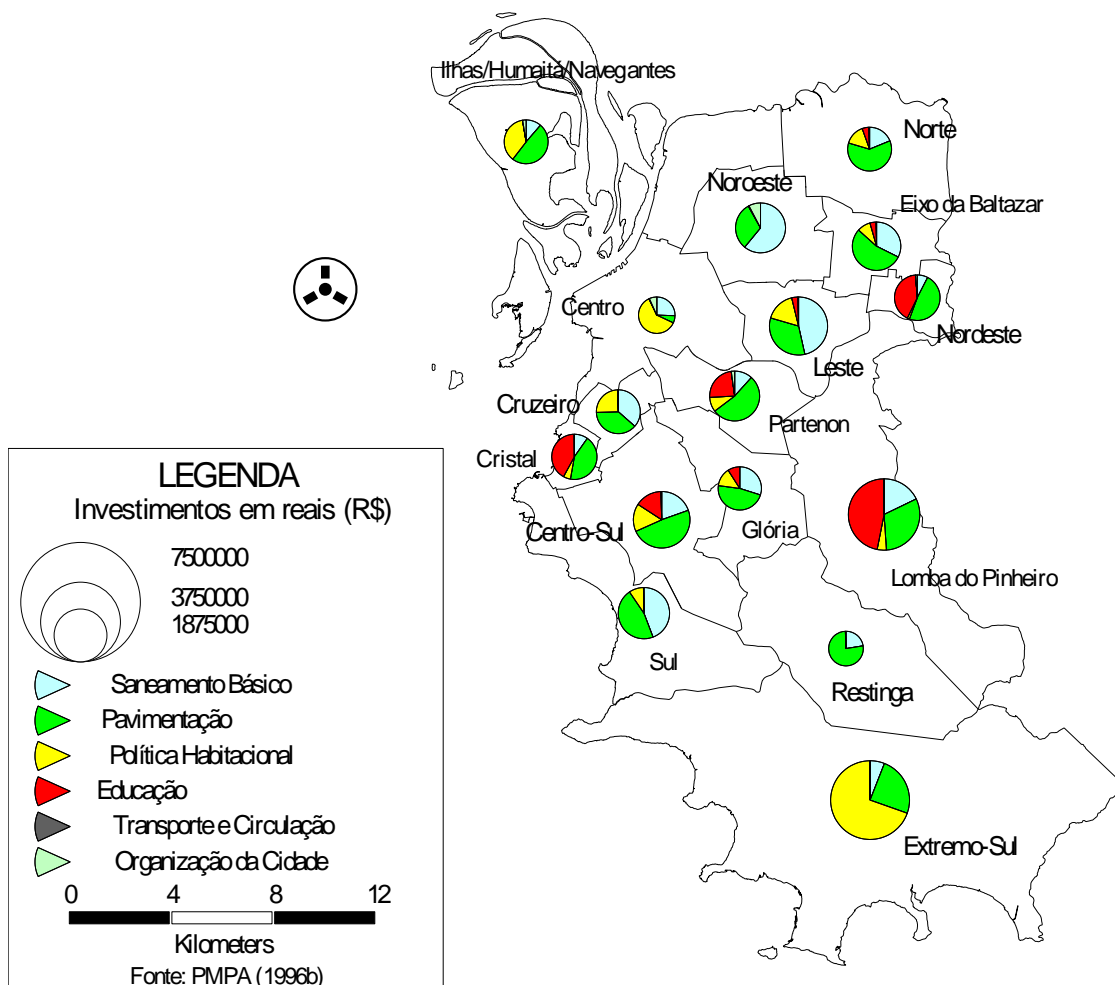 Ilhas/Humaitá/Navegantes
Norte
Noroeste
Eixo da Baltazar
Centro
Nordeste
Leste
Cruzeiro
Partenon
Cristal
Centro-Sul
Glória
Lomba do Pinheiro
Sul
Restinga
Extremo-Sul
LEGENDA
Investimentos em reais (R$)
7500000
3750000
1875000
Saneamento Básico
Pavimentação
Política Habitacional
Educação
Transporte e Circulação
Organização da Cidade
0 4 8 12
Kilometers
Fonte: PMPA (1996b)